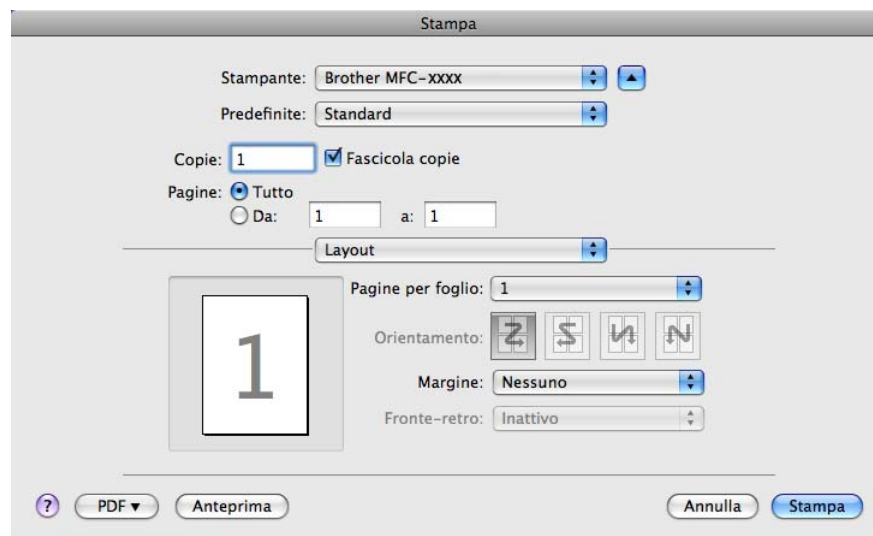 Stampa
Stampante: Brother MFC-xxxx
Predefinite: Standard
Copie: 1 Fascicola copie
Pagine: Tutto
Da: 1 a: 1
Layout
Pagine per foglio: 1
Orientamento:
1
Margine: Nessuno
Fronte-retro: Inattivo
? PDF Anteprima Annulla Stampa